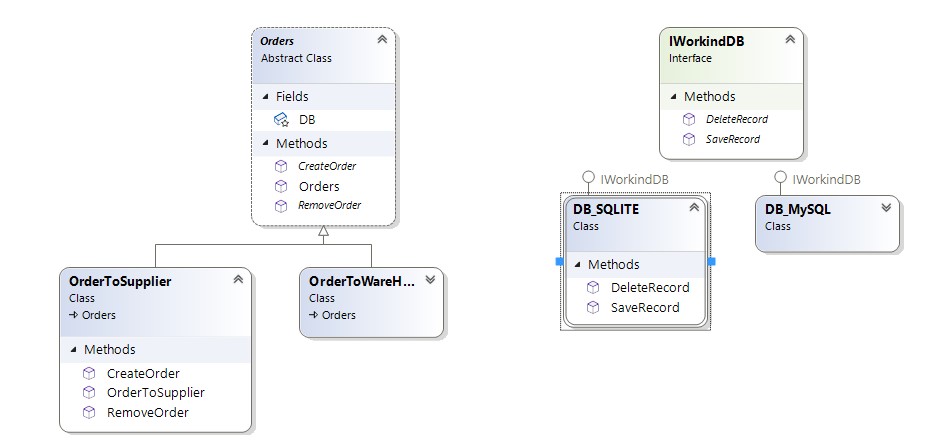 Orders
Abstract Class
Fields
DB
Methods
CreateOrder
Orders
RemoveOrder
IWorkindDB
Interface
Methods
DeleteRecord
SaveRecord
IWorkindDB
DB_SQLITE
Class
Methods
DeleteRecord
SaveRecord
IWorkindDB
DB_MySQL
Class
OrderToSupplier
Class
Orders
Methods
CreateOrder
OrderToSupplier
RemoveOrder
OrderToWareH...
Class
Orders